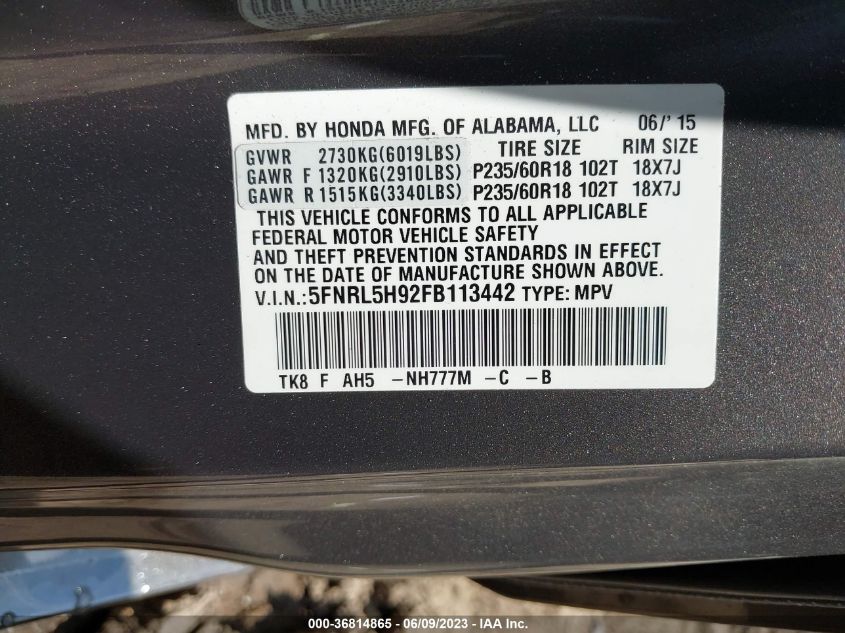 MFD. BY HONDA MFG. OF ALABAMA, LLC 06/'15
GVWR 2730KG(6019LBS) TIRE SIZE RIM SIZE
GAWR F 1320KG(2910LBS) P235/60R18 102T 18X7J
GAWR R 1515KG(3340LBS) P235/60R18 102T 18X7J
THIS VEHICLE CONFORMS TO ALL APPLICABLE
FEDERAL MOTOR VEHICLE SAFETY
AND THEFT PREVENTION STANDARDS IN EFFECT
ON THE DATE OF MANUFACTURE SHOWN ABOVE.
V.I.N.:5FNRL5H92FB113442 TYPE: MPV
TK8 F AH5 -NH777M -C -B
000-36814865 - 06/09/2023 - IAA Inc.